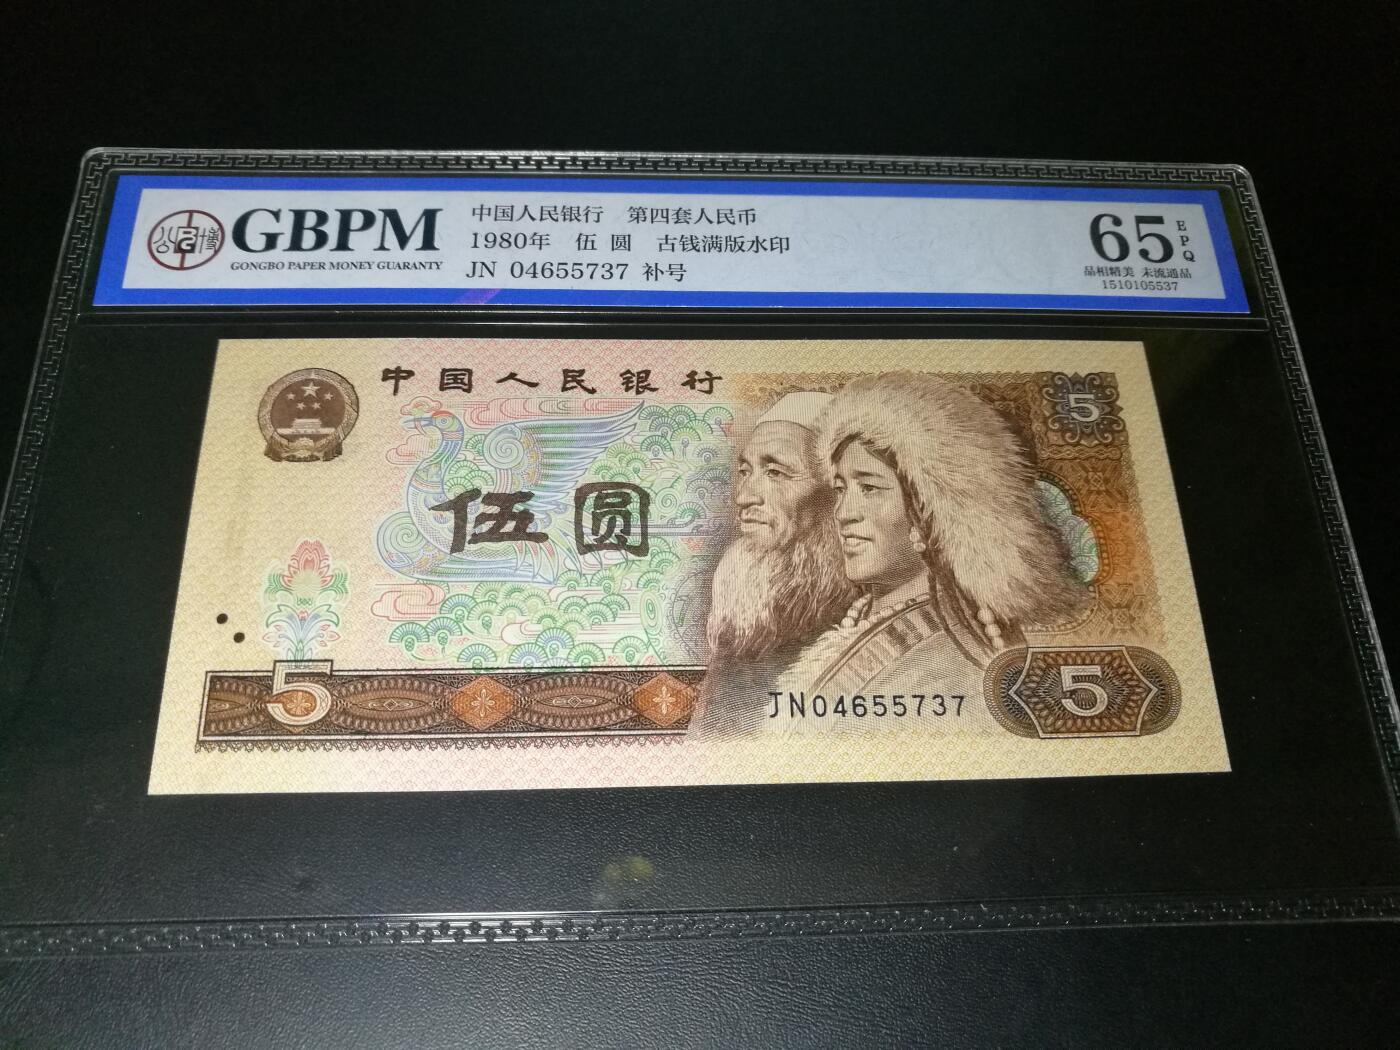 公博
GBPM
GONGBO PAPER MONEY GUARANTY
中国人民银行 第四套人民币
1980年 伍 圆 古钱满版水印
JN 04655737 补号
65 EPQ
品相精美 未流通品
1510105537
中国人民银行
5
伍圆
5
JN04655737
5